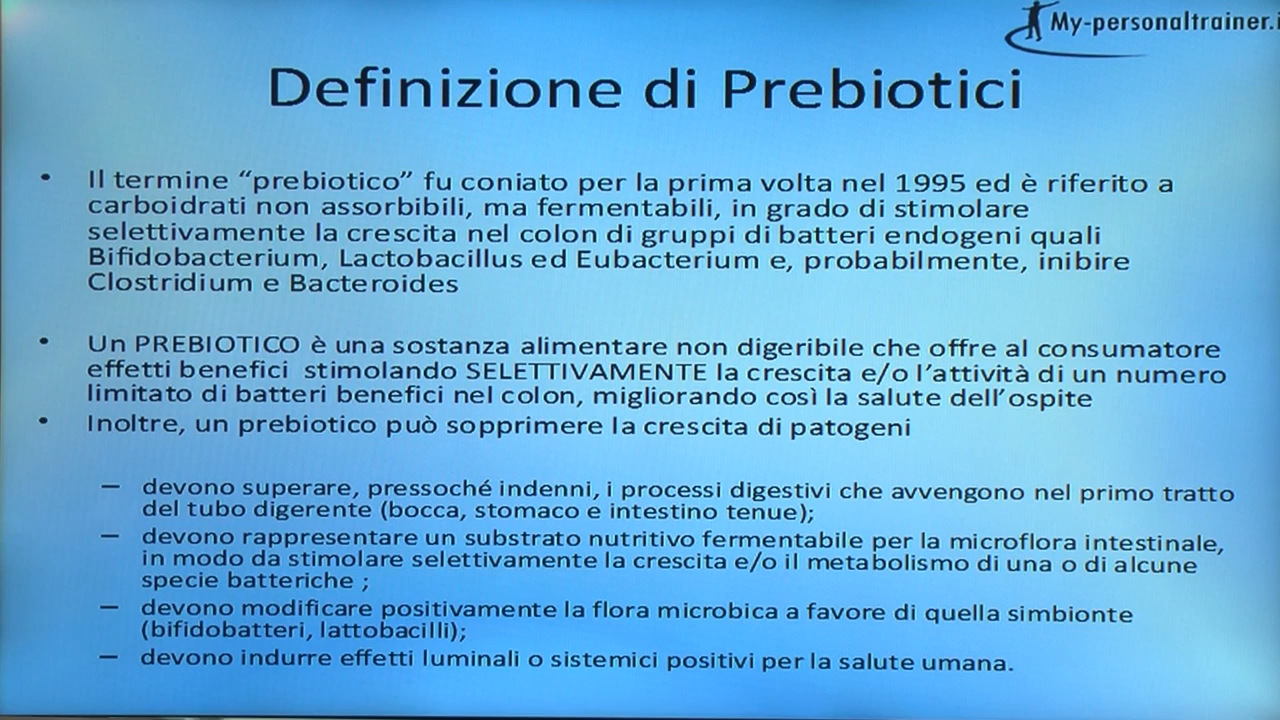 My-personaltrainer.i
Definizione di Prebiotici
• Il termine “prebiotico” fu coniato per la prima volta nel 1995 ed è riferito a
carboidrati non assorbibili, ma fermentabili, in grado di stimolare
selettivamente la crescita nel colon di gruppi di batteri endogeni quali
Bifidobacterium, Lactobacillus ed Eubacterium e, probabilmente, inibire
Clostridium e Bacteroides
• Un PREBIOTICO è una sostanza alimentare non digeribile che offre al consumatore
effetti benefici stimolando SELETTIVAMENTE la crescita e/o l’attività di un numero
limitato di batteri benefici nel colon, migliorando così la salute dell’ospite
• Inoltre, un prebiotico può sopprimere la crescita di patogeni
– devono superare, pressoché indenni, i processi digestivi che avvengono nel primo tratto
del tubo digerente (bocca, stomaco e intestino tenue);
– devono rappresentare un substrato nutritivo fermentabile per la microflora intestinale,
in modo da stimolare selettivamente la crescita e/o il metabolismo di una o di alcune
specie batteriche ;
– devono modificare positivamente la flora microbica a favore di quella simbionte
(bifidobatteri, lattobacilli);
– devono indurre effetti luminali o sistemici positivi per la salute umana.